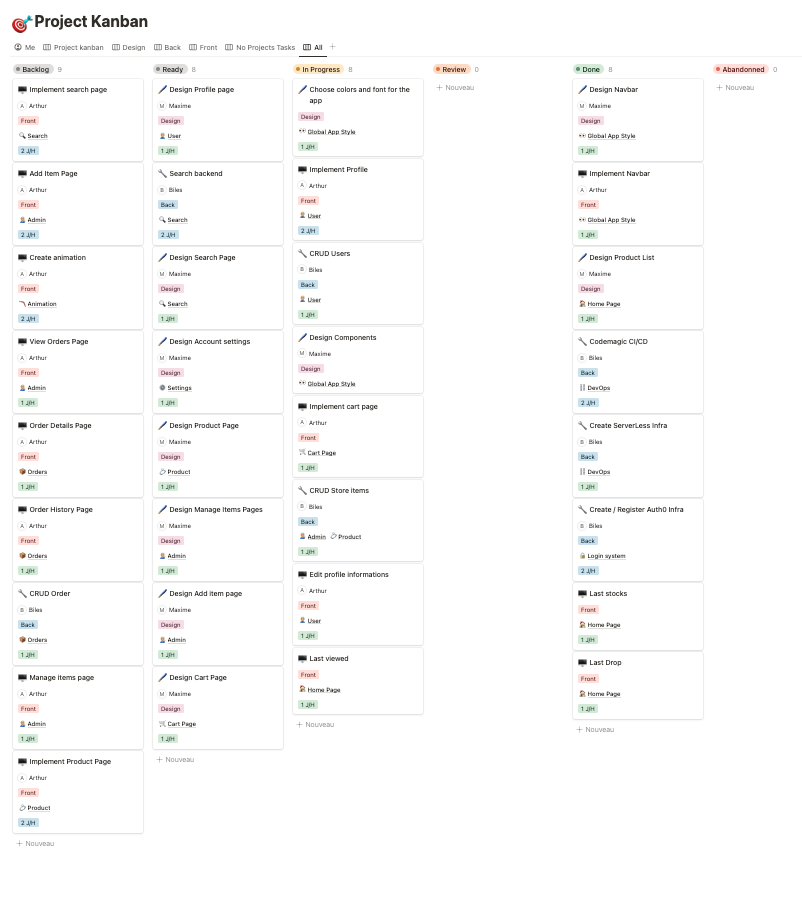 Project Kanban
Me Project kanban Design Back Front No Projects Tasks All +
Backlog 9
Implement search page
A Arthur
Front
Search
2 J/H
Add Item Page
A Arthur
Front
Admin
2 J/H
Create animation
A Arthur
Front
Animation
2 J/H
View Orders Page
A Arthur
Front
Admin
1 J/H
Order Details Page
A Arthur
Front
Orders
1 J/H
Order History Page
A Arthur
Front
Orders
1 J/H
CRUD Order
B Biles
Back
Orders
1 J/H
Manage items page
A Arthur
Front
Admin
1 J/H
Implement Product Page
A Arthur
Front
Product
2 J/H
+ Nouveau
Ready 8
Design Profile page
M Maxime
Design
User
1 J/H
Search backend
B Biles
Back
Search
2 J/H
Design Search Page
M Maxime
Design
Search
1 J/H
Design Account settings
M Maxime
Design
Settings
1 J/H
Design Product Page
M Maxime
Design
Product
1 J/H
Design Manage Items Pages
M Maxime
Design
Admin
1 J/H
Design Add item page
M Maxime
Design
Admin
1 J/H
Design Cart Page
M Maxime
Design
Cart Page
1 J/H
+ Nouveau
In Progress 8
Choose colors and font for the
app
Design
Global App Style
1 J/H
Implement Profile
A Arthur
Front
User
2 J/H
CRUD Users
B Biles
Back
User
1 J/H
Design Components
M Maxime
Design
Global App Style
Implement cart page
A Arthur
Front
Cart Page
1 J/H
CRUD Store items
B Biles
Back
Admin Product
1 J/H
Edit profile informations
A Arthur
Front
User
1 J/H
Last viewed
Front
Home Page
1 J/H
+ Nouveau
Review 0
+ Nouveau
Done 8
Design Navbar
M Maxime
Design
Global App Style
1 J/H
Implement Navbar
A Arthur
Front
Global App Style
1 J/H
Design Product List
M Maxime
Design
Home Page
1 J/H
Codemagic CI/CD
B Biles
Back
DevOps
2 J/H
Create ServerLess Infra
B Biles
Back
DevOps
1 J/H
Create / Register Auth0 Infra
B Biles
Back
Login system
2 J/H
Last stocks
Front
Home Page
1 J/H
Last Drop
Front
Home Page
1 J/H
+ Nouveau
Abandonned 0
+ Nouveau